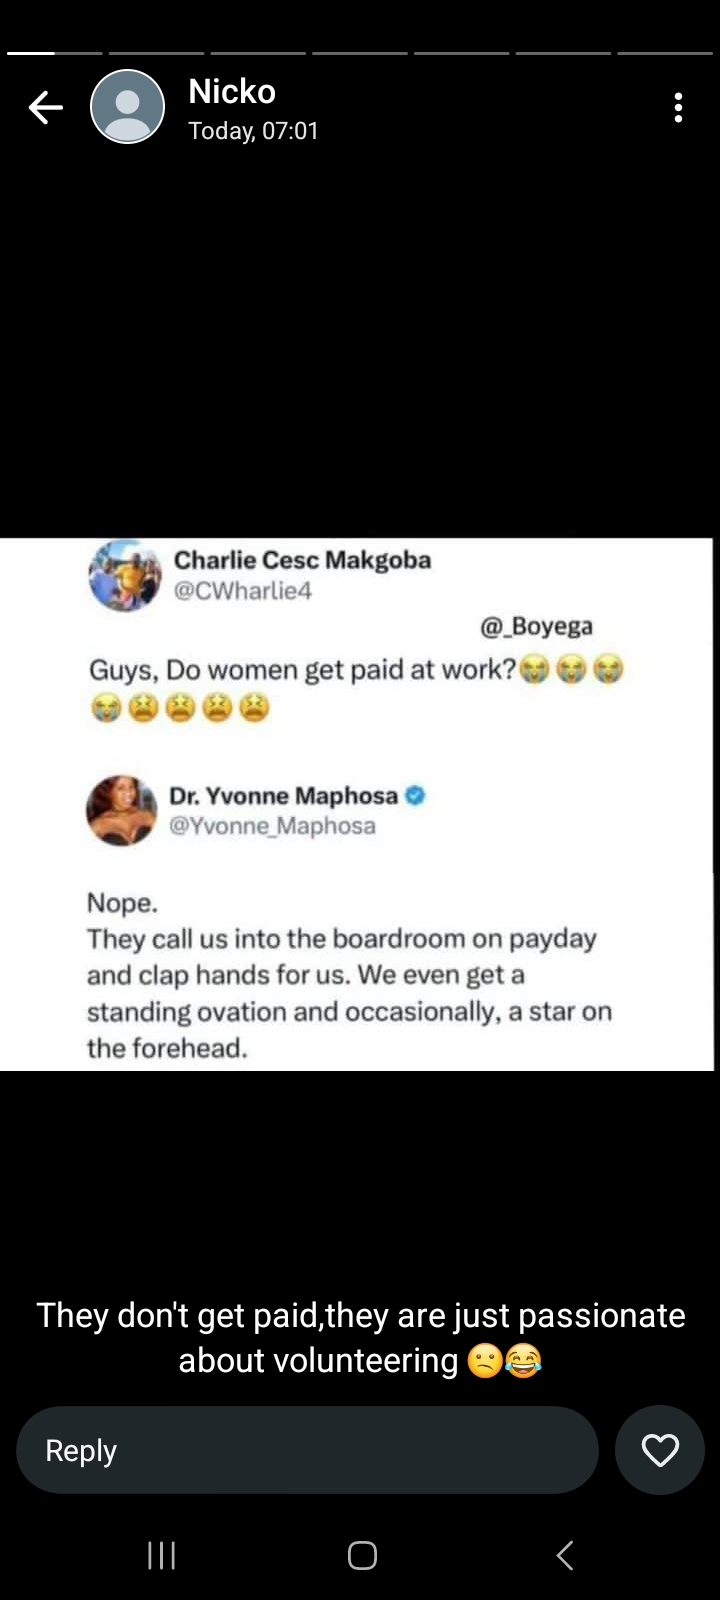 Nicko
Today, 07:01
Charlie Cesc Makgoba
@CWharlie4
@_Boyega
Guys, Do women get paid at work?😭😭😭
😭😫😫😫😫
Dr. Yvonne Maphosa
@Yvonne_Maphosa
Nope.
They call us into the boardroom on payday
and clap hands for us. We even get a
standing ovation and occasionally, a star on
the forehead.
They don't get paid,they are just passionate
about volunteering 🫤😂
Reply